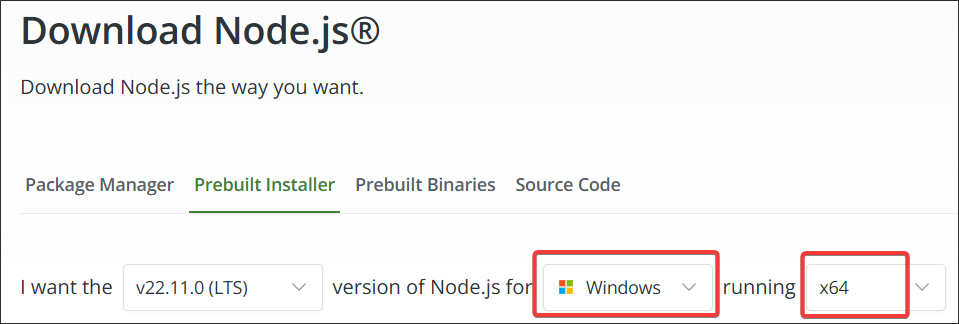 Download Node.js®
Download Node.js the way you want.
Package Manager Prebuilt Installer Prebuilt Binaries Source Code
I want the v22.11.0 (LTS) version of Node.js for Windows running x64